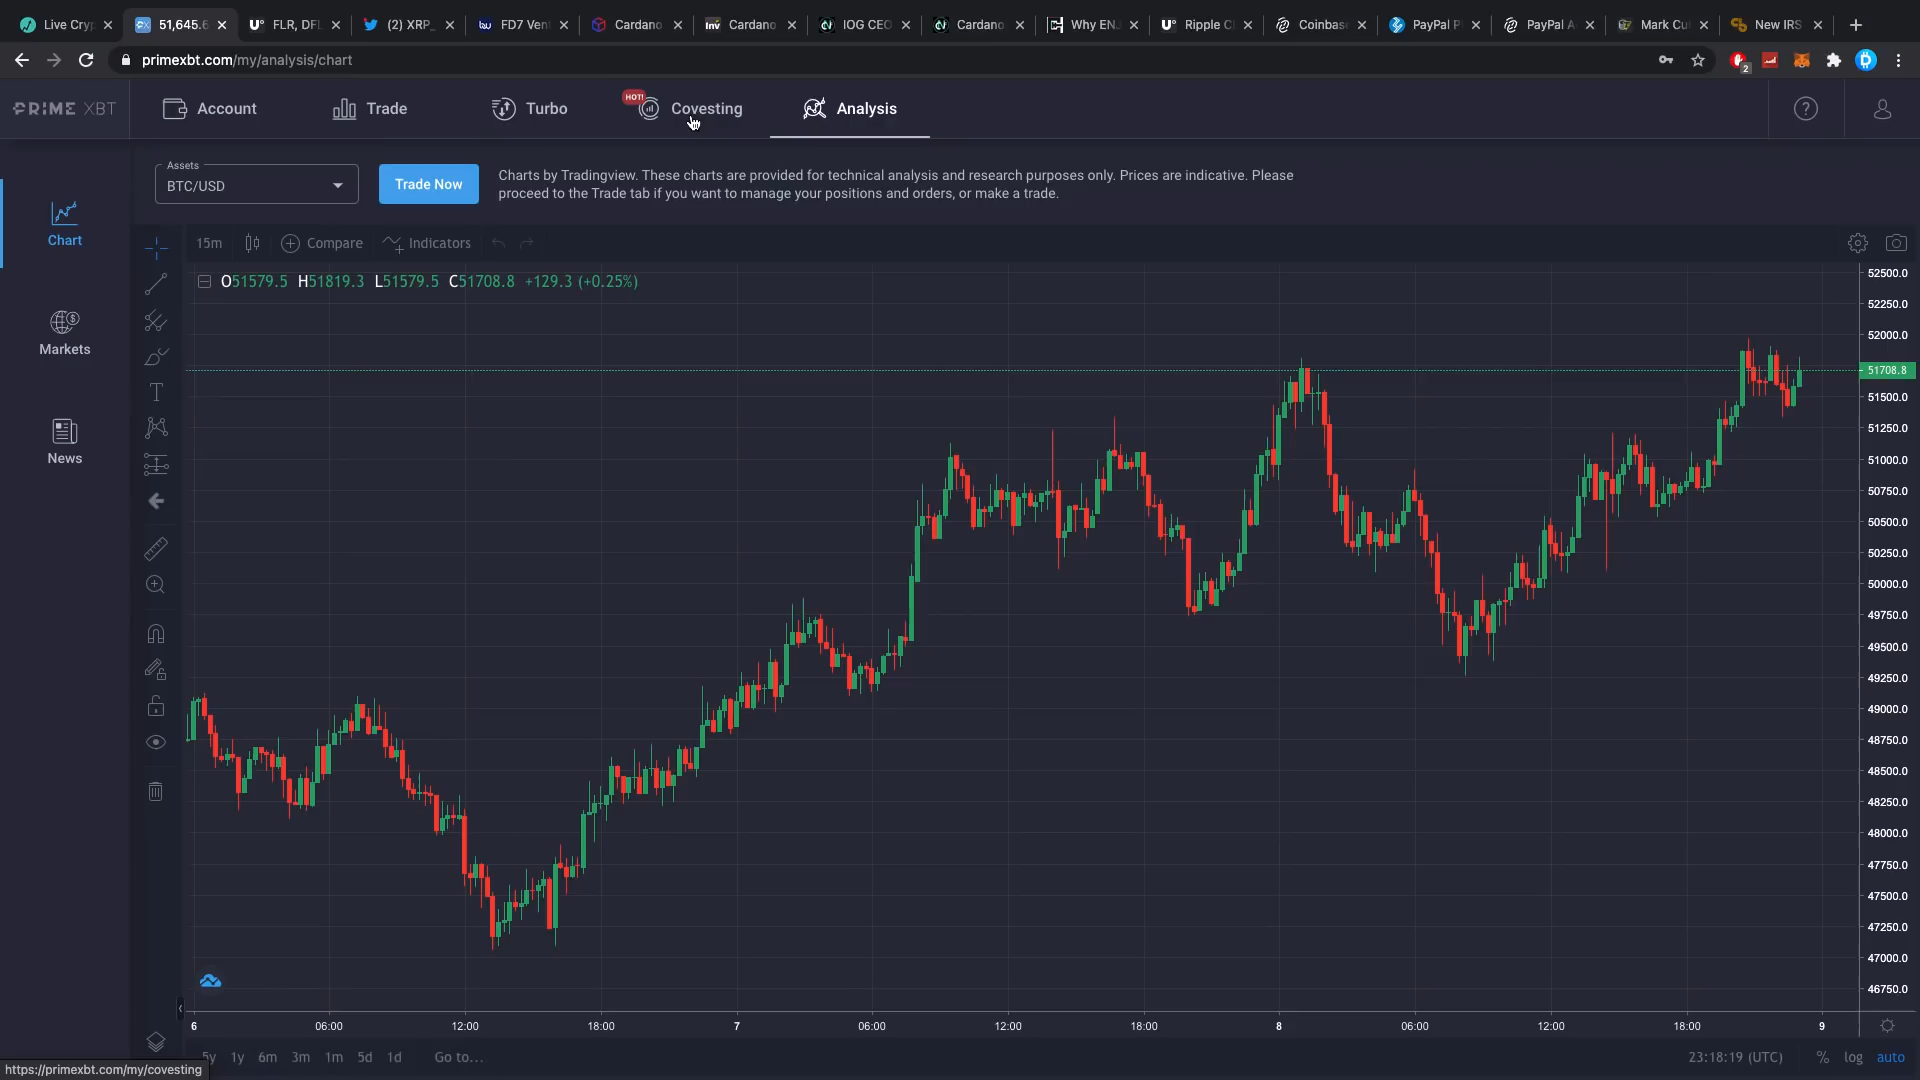 Live Cryp
51,645.6
FLR, DFL
(2) XRP_
FD7 Ven
Cardano
Cardano
IOG CEO
Cardano
Why ENJ
Ripple C
Coinbas
PayPal P
PayPal A
Mark Cu
New IRS
primexbt.com/my/analysis/chart
2
PRIME XBT
Account
Trade
Turbo
HOT!
Covesting
Analysis
Assets
BTC/USD
Trade Now
Charts by Tradingview. These charts are provided for technical analysis and research purposes only. Prices are indicative. Please
proceed to the Trade tab if you want to manage your positions and orders, or make a trade.
Chart
Markets
News
15m
Compare
Indicators
O51579.5 H51819.3 L51579.5 C51708.8 +129.3 (+0.25%)
52500.0
52250.0
52000.0
51708.8
51500.0
51250.0
51000.0
50750.0
50500.0
50250.0
50000.0
49750.0
49500.0
49250.0
49000.0
48750.0
48500.0
48250.0
48000.0
47750.0
47500.0
47250.0
47000.0
46750.0
6 06:00 12:00 18:00 7 06:00 12:00 18:00 8 06:00 12:00 18:00 9
5y 1y 6m 3m 1m 5d 1d Go to...
23:18:19 (UTC) % log auto
https://primexbt.com/my/covesting